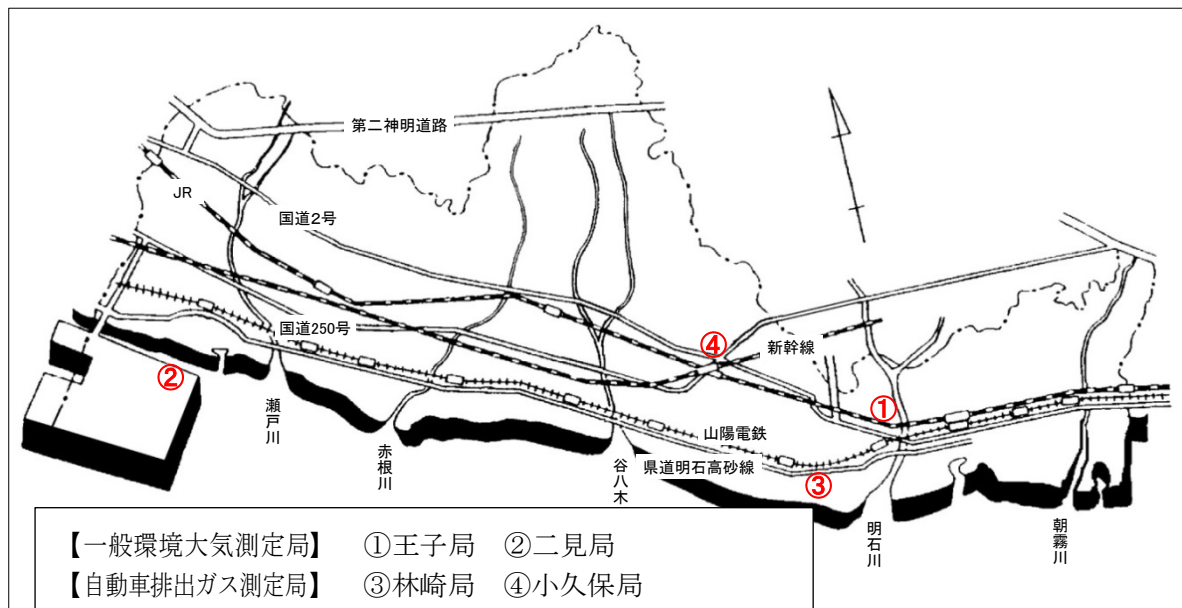 第二神明道路
JR
国道2号
④
新幹線
国道250号
②
①
瀬戸川
山陽電鉄
赤根川
県道明石高砂線
③
谷八木
明石川
朝霧川
【一般環境大気測定局】 ①王子局 ②二見局
【自動車排出ガス測定局】 ③林崎局 ④小久保局